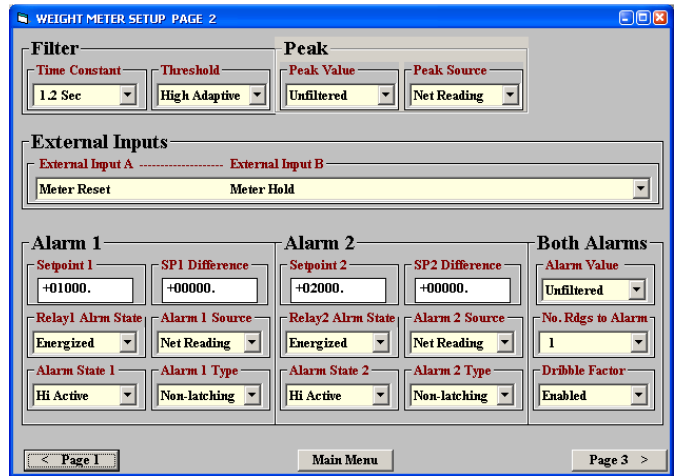 WEIGHT METER SETUP PAGE 2
Filter Peak
Time Constant Threshold Peak Value Peak Source
1.2 Sec High Adaptive Unfiltered Net Reading
External Inputs
External Input A -------------------- External Input B
Meter Reset Meter Hold
Alarm 1 Alarm 2 Both Alarms
Setpoint 1 SP1 Difference Setpoint 2 SP2 Difference Alarm Value
+01000. +00000. +02000. +00000. Unfiltered
Relay1 Alrm State Alarm 1 Source Relay2 Alrm State Alarm 2 Source No. Rdgs to Alarm
Energized Net Reading Energized Net Reading 1
Alarm State 1 Alarm 1 Type Alarm State 2 Alarm 2 Type Dribble Factor
Hi Active Non-latching Hi Active Non-latching Enabled
< Page 1 Main Menu Page 3 >